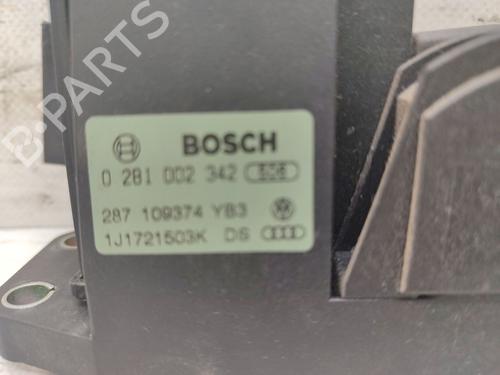 B-PARTS
BOSCH
0 281 002 342
287 109374 YB3
1J1721503K DS